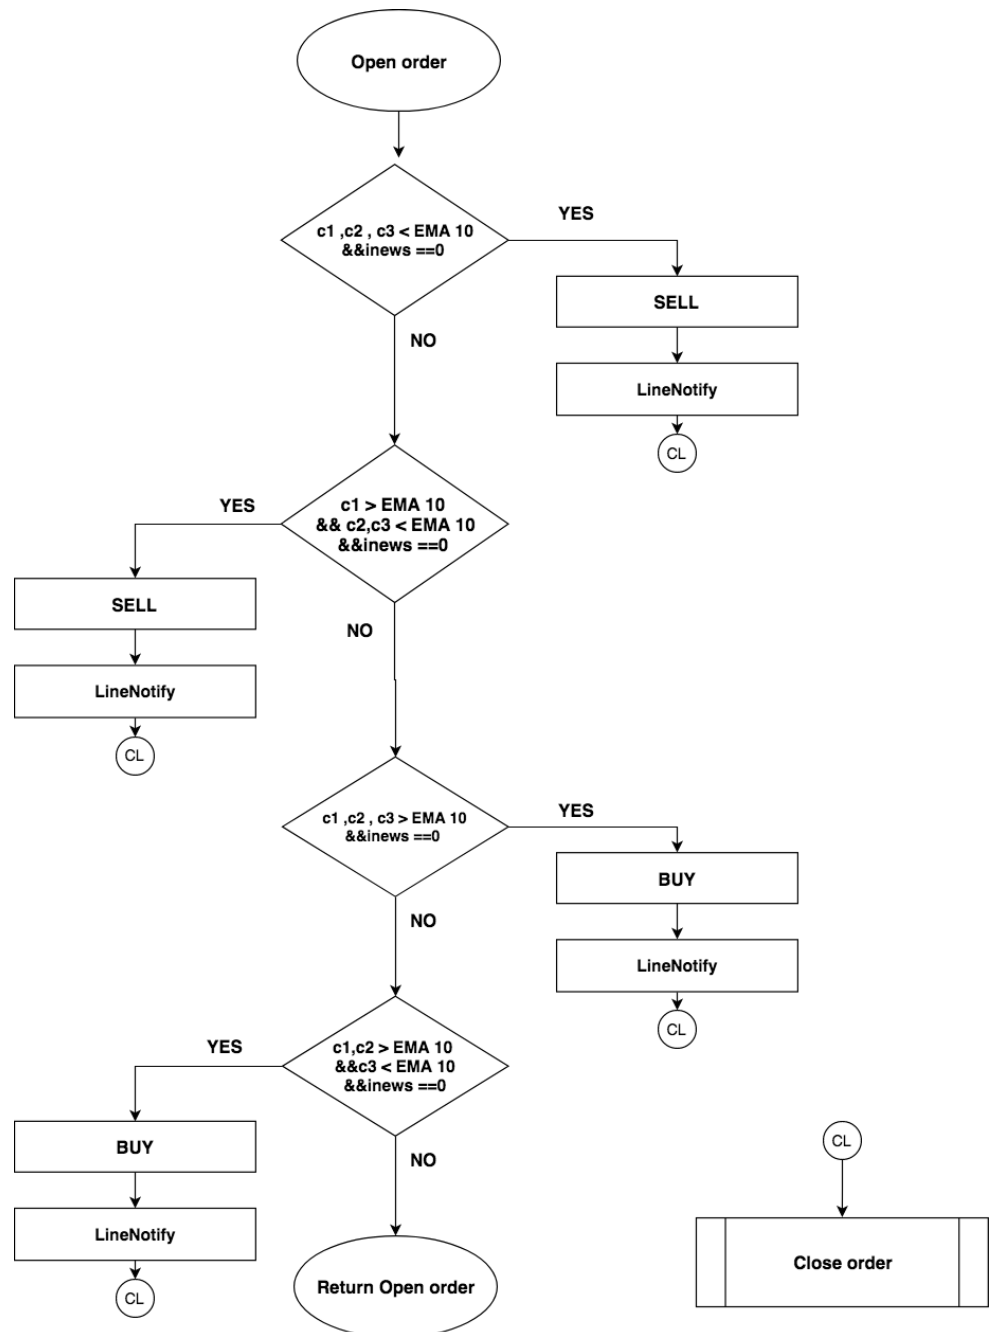 Open order
c1 ,c2 , c3 < EMA 10
&&inews ==0
YES
SELL
LineNotify
CL
NO
c1 > EMA 10
&& c2,c3 < EMA 10
&&inews ==0
YES
SELL
LineNotify
CL
NO
c1 ,c2 , c3 > EMA 10
&&inews ==0
YES
BUY
LineNotify
CL
NO
c1,c2 > EMA 10
&&c3 < EMA 10
&&inews ==0
YES
BUY
LineNotify
CL
NO
Return Open order
CL
Close order